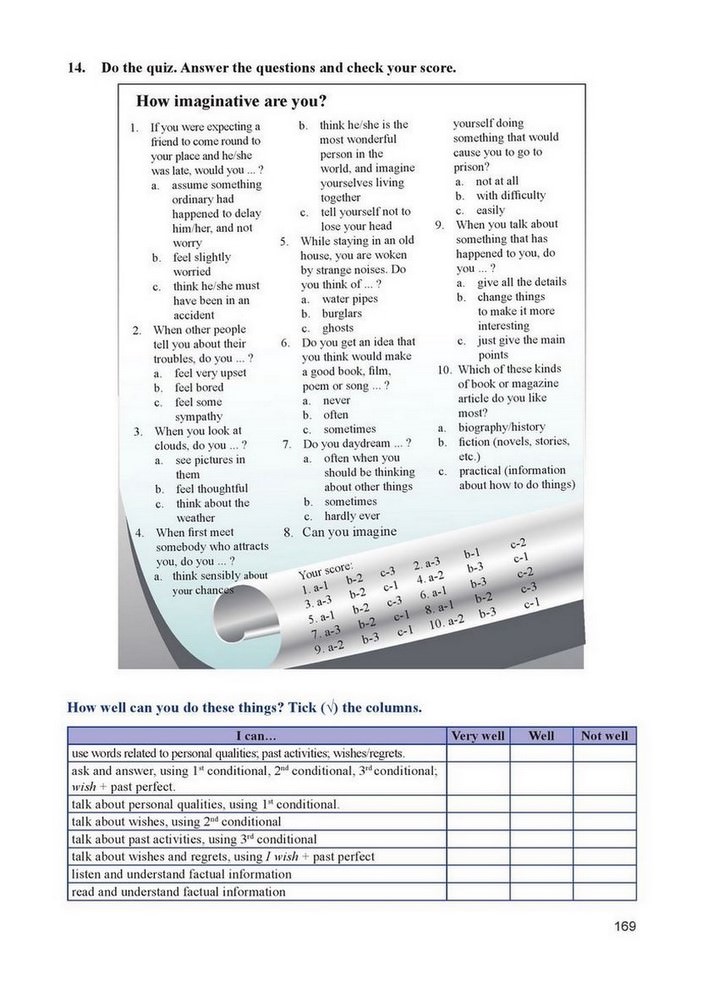 14. Do the quiz. Answer the questions and check your score.
How imaginative are you?
1. If you were expecting a
friend to come round to
your place and he/she
was late, would you ... ?
a. assume something
ordinary had
happened to delay
him/her, and not
worry
b. feel slightly
worried
c. think he/she must
have been in an
accident
2. When other people
tell you about their
troubles, do you ... ?
a. feel very upset
b. feel bored
c. feel some
sympathy
3. When you look at
clouds, do you ... ?
a. see pictures in
them
b. feel thoughtful
c. think about the
weather
4. When first meet
somebody who attracts
you, do you ... ?
a. think sensibly about
your chances
b. think he/she is the
most wonderful
person in the
world, and imagine
yourselves living
together
c. tell yourself not to
lose your head
5. While staying in an old
house, you are woken
by strange noises. Do
you think of ... ?
a. water pipes
b. burglars
c. ghosts
6. Do you get an idea that
you think would make
a good book, film,
poem or song ... ?
a. never
b. often
c. sometimes
7. Do you daydream ... ?
a. often when you
should be thinking
about other things
b. sometimes
c. hardly ever
8. Can you imagine
yourself doing
something that would
cause you to go to
prison?
a. not at all
b. with difficulty
c. easily
9. When you talk about
something that has
happened to you, do
you ... ?
a. give all the details
b. change things
to make it more
interesting
c. just give the main
points
10. Which of these kinds
of book or magazine
article do you like
most?
a. biography/history
b. fiction (novels, stories,
etc.)
c. practical (information
about how to do things)
Your score:
1. a-1 b-2 c-3 2. a-3 b-1 c-2
3. a-3 b-2 c-1 4. a-2 b-3 c-1
5. a-1 b-2 c-3 6. a-1 b-3 c-2
7. a-3 b-2 c-1 8. a-1 b-2 c-3
9. a-2 b-3 c-1 10. a-2 b-3 c-1
How well can you do these things? Tick (√) the columns.
I can... Very well Well Not well
use words related to personal qualities; past activities; wishes/regrets.
ask and answer, using 1st conditional, 2nd conditional, 3rd conditional;
wish + past perfect.
talk about personal qualities, using 1st conditional.
talk about wishes, using 2nd conditional
talk about past activities, using 3rd conditional
talk about wishes and regrets, using I wish + past perfect
listen and understand factual information
read and understand factual information
169